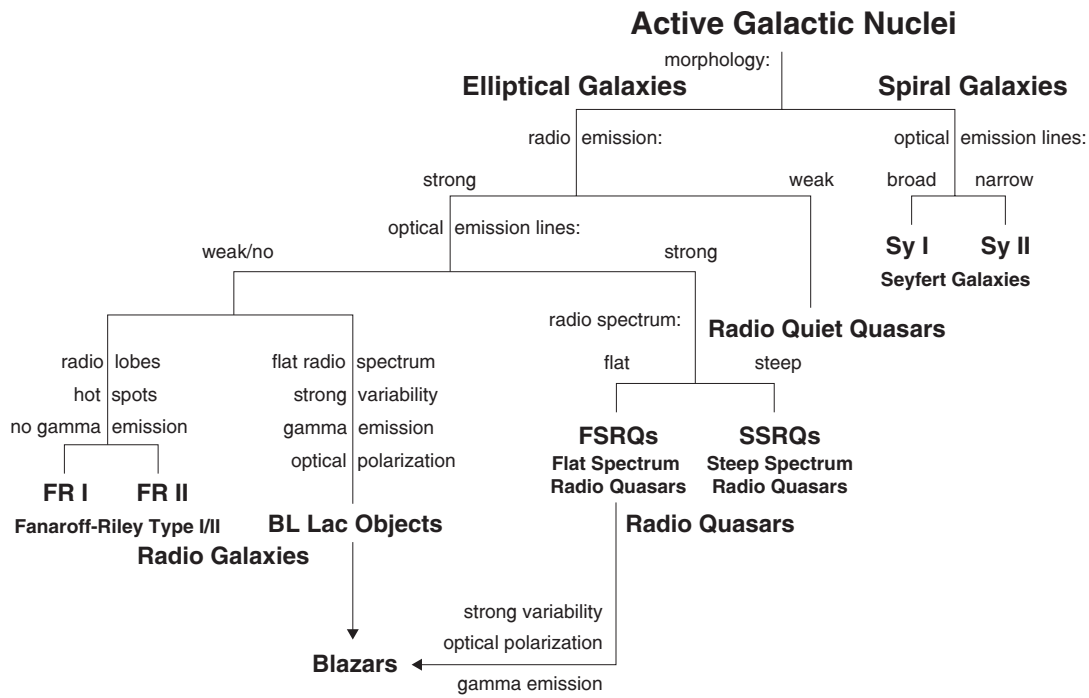 Active Galactic Nuclei
morphology:
Elliptical Galaxies
Spiral Galaxies
radio emission:
optical emission lines:
strong
weak
broad
narrow
optical emission lines:
Sy I
Sy II
Seyfert Galaxies
weak/no
strong
radio spectrum:
Radio Quiet Quasars
radio lobes
hot spots
no gamma emission
flat radio spectrum
strong variability
gamma emission
optical polarization
flat
steep
FSRQs
Flat Spectrum
Radio Quasars
SSRQs
Steep Spectrum
Radio Quasars
FR I
FR II
Fanaroff-Riley Type I/II
Radio Galaxies
BL Lac Objects
Radio Quasars
strong variability
optical polarization
gamma emission
Blazars